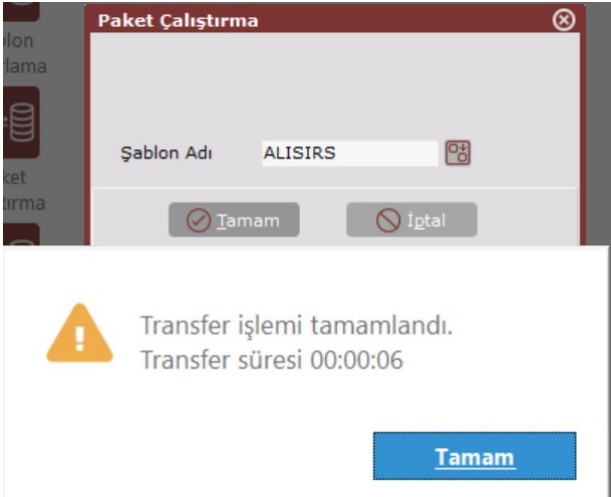 Paket Çalıştırma
Şablon Adı ALISIRS
Tamam İptal
Transfer işlemi tamamlandı.
Transfer süresi 00:00:06
Tamam